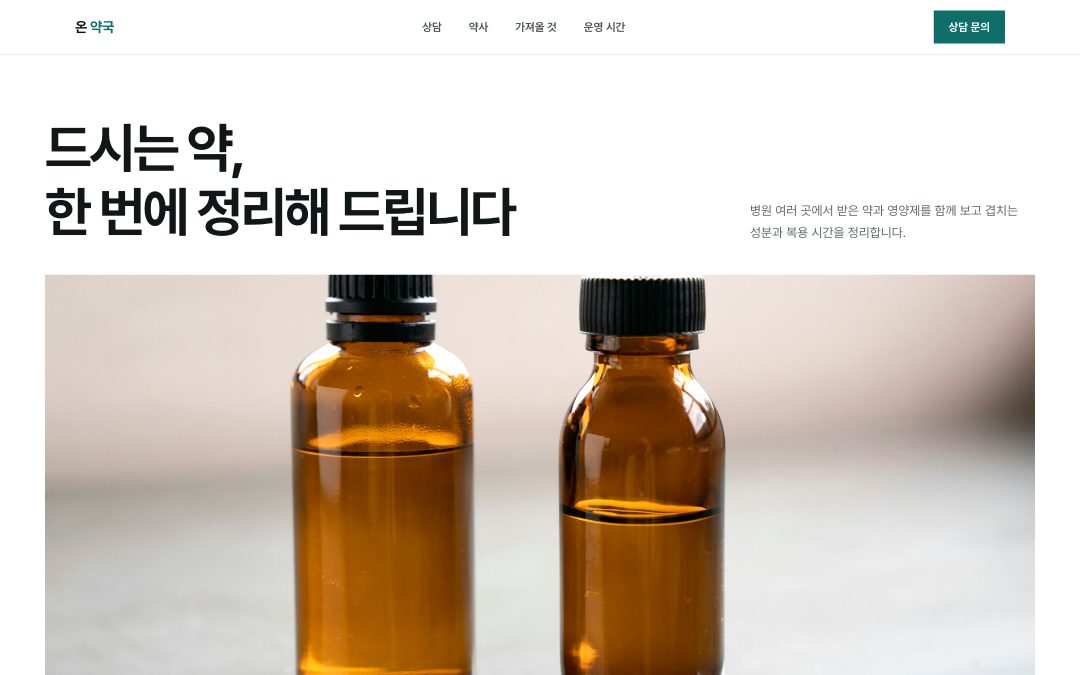 온 약국
상담
약사
가져올 것
운영 시간
상담 문의
드시는 약,
한 번에 정리해 드립니다
병원 여러 곳에서 받은 약과 영양제를 함께 보고 겹치는
성분과 복용 시간을 정리합니다.